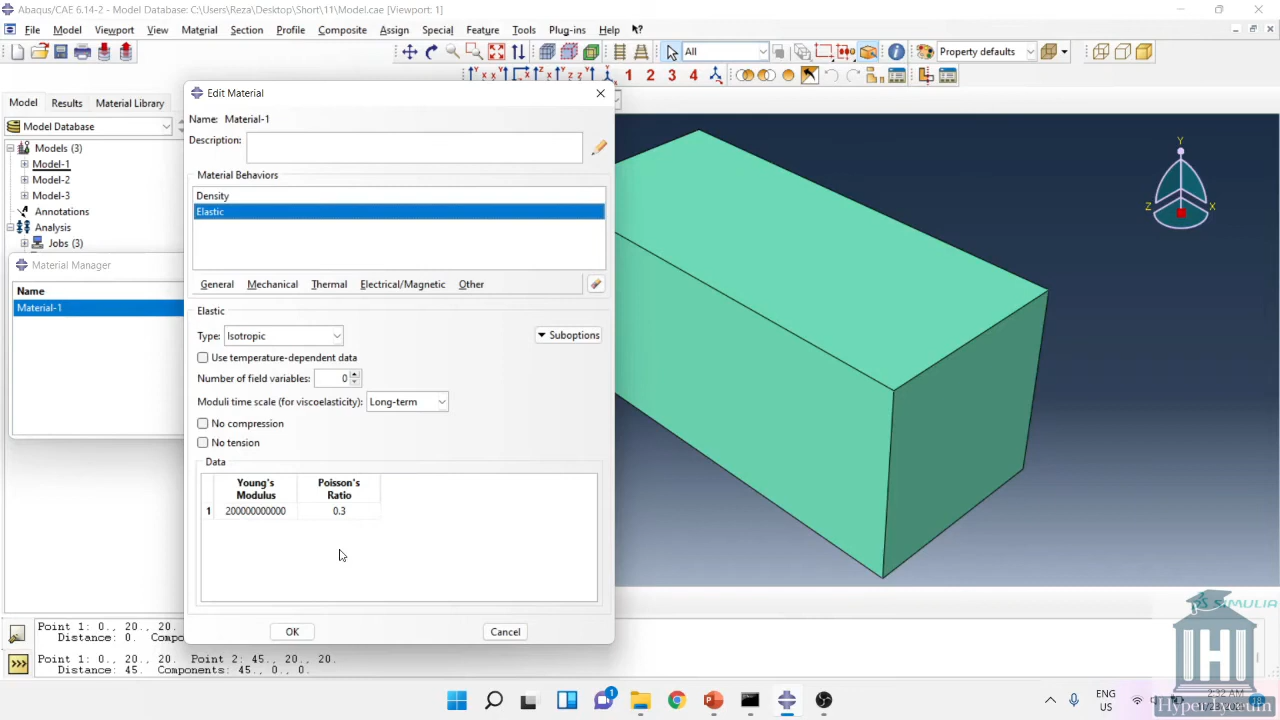 Abaqus/CAE 6.14-2 - Model Database: C:\Users\Reza\Desktop\Short\11\Model.cae [Viewport: 1]
File Model Viewport View Material Section Profile Composite Assign Special Feature Tools Plug-ins Help
All
Property defaults
1 2 3 4
Model Results Material Library
Model Database
Models (3)
Model-1
Model-2
Model-3
Annotations
Analysis
Jobs (3)
Material Manager
Name
Material-1
Edit Material
Name: Material-1
Description:
Material Behaviors
Density
Elastic
General Mechanical Thermal Electrical/Magnetic Other
Elastic
Type: Isotropic
Suboptions
Use temperature-dependent data
Number of field variables: 0
Moduli time scale (for viscoelasticity): Long-term
No compression
No tension
Data
Young's Modulus
Poisson's Ratio
1 200000000000 0.3
OK Cancel
Y
Z X
SIMULIA
Point 1: 0., 20., 20.
Distance: 0.
Point 1: 0., 20., 20. Point 2: 45., 20., 20.
Distance: 45. Components: 45., 0., 0.
1
ENG
US
2:32 AM
H
Hyper Lyceum